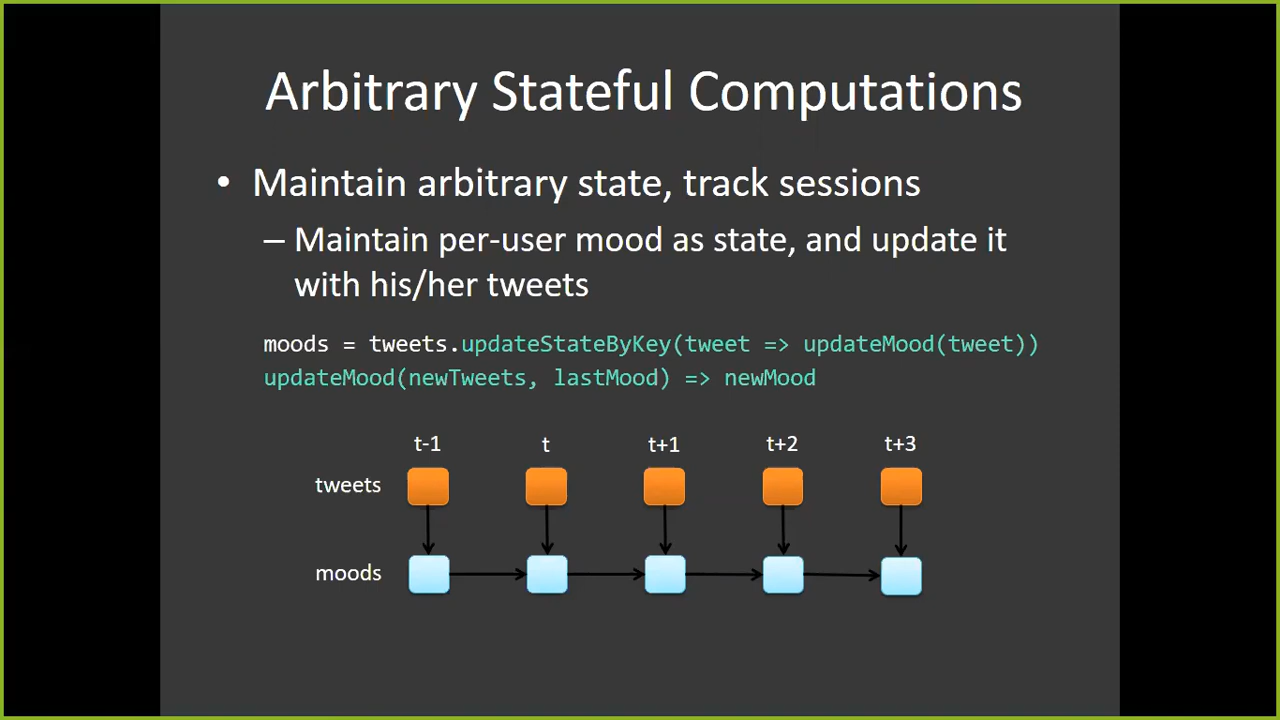 Arbitrary Stateful Computations
• Maintain arbitrary state, track sessions
– Maintain per-user mood as state, and update it
with his/her tweets
moods = tweets.updateStateByKey(tweet => updateMood(tweet))
updateMood(newTweets, lastMood) => newMood
t-1 t t+1 t+2 t+3
tweets
moods